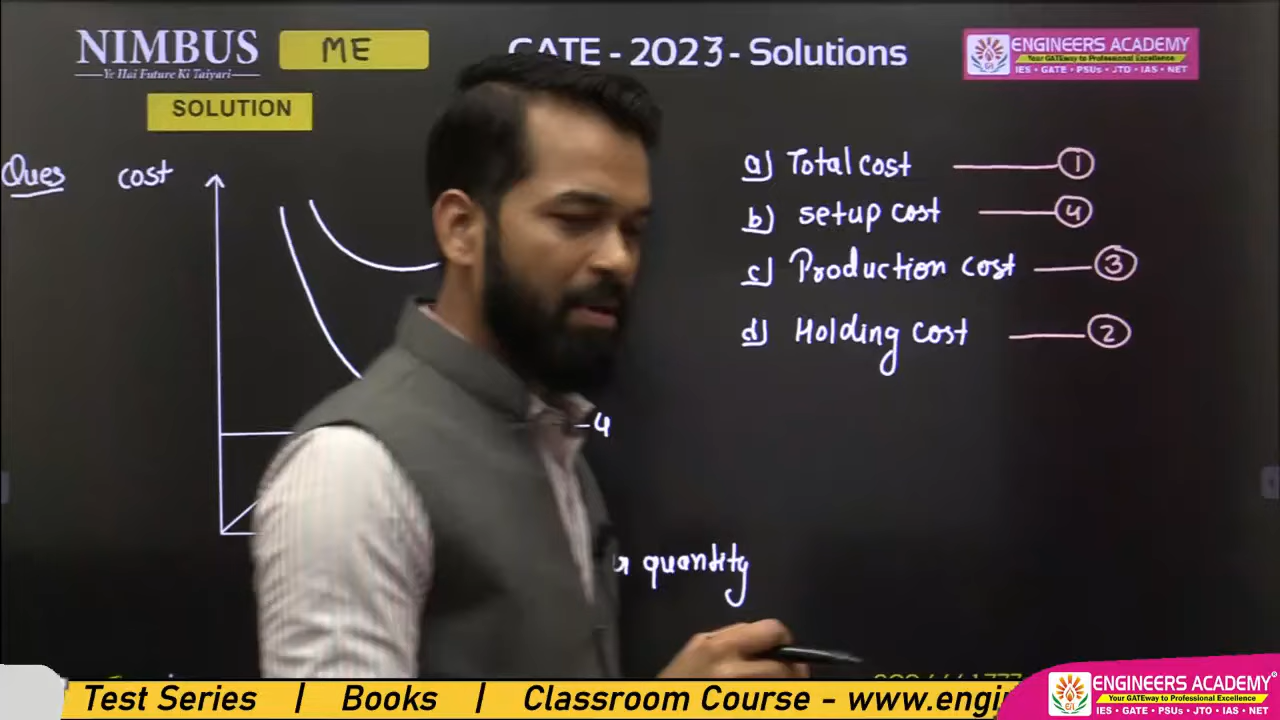 NIMBUS
Ye Hai Future Ki Taiyari
ME
GATE - 2023 - Solutions
ENGINEERS ACADEMY
Your GATEway to Professional Excellence
IES • GATE • PSUs • JTO • IAS • NET
SOLUTION
Ques
cost
a) Total cost 1
b) setup cost 4
c) Production cost 3
d) Holding cost 2
4
quantity
Test Series | Books | Classroom Course - www.engi
ENGINEERS ACADEMY
Your GATEway to Professional Excellence
IES • GATE • PSUs • JTO • IAS • NET